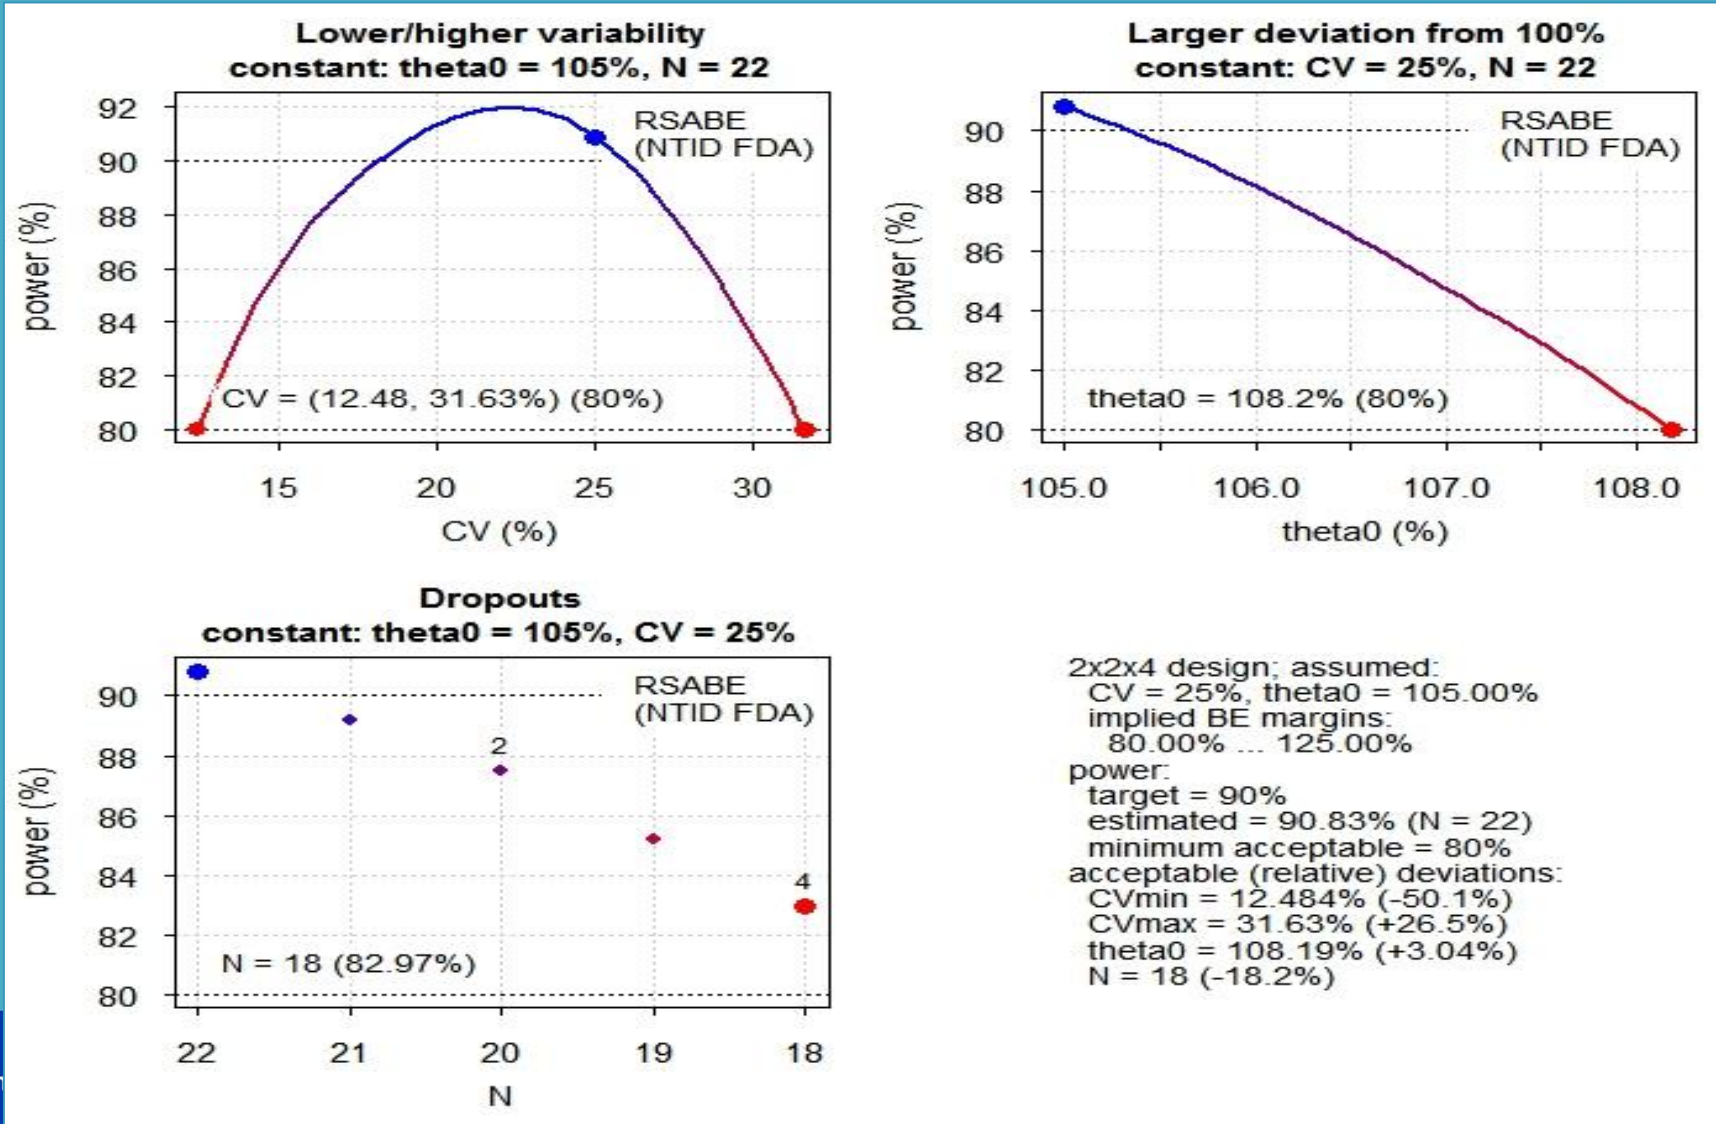 Lower/higher variability
constant: theta0 = 105%, N = 22
RSABE
(NTID FDA)
CV = (12.48, 31.63%) (80%)
power (%)
92
90
88
86
84
82
80
15 20 25 30
CV (%)
Larger deviation from 100%
constant: CV = 25%, N = 22
RSABE
(NTID FDA)
theta0 = 108.2% (80%)
power (%)
90
88
86
84
82
80
105.0 106.0 107.0 108.0
theta0 (%)
Dropouts
constant: theta0 = 105%, CV = 25%
RSABE
(NTID FDA)
2
4
N = 18 (82.97%)
power (%)
90
88
86
84
82
80
22 21 20 19 18
N
2x2x4 design; assumed:
CV = 25%, theta0 = 105.00%
implied BE margins:
80.00% ... 125.00%
power:
target = 90%
estimated = 90.83% (N = 22)
minimum acceptable = 80%
acceptable (relative) deviations:
CVmin = 12.484% (-50.1%)
CVmax = 31.63% (+26.5%)
theta0 = 108.19% (+3.04%)
N = 18 (-18.2%)